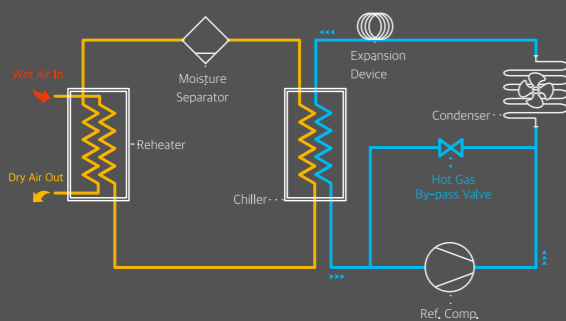 Expansion
Device
Wet Air In
Moisture
Separator
Condenser
Reheater
Dry Air Out
Hot Gas
By-pass Valve
Chiller
Ref. Comp.